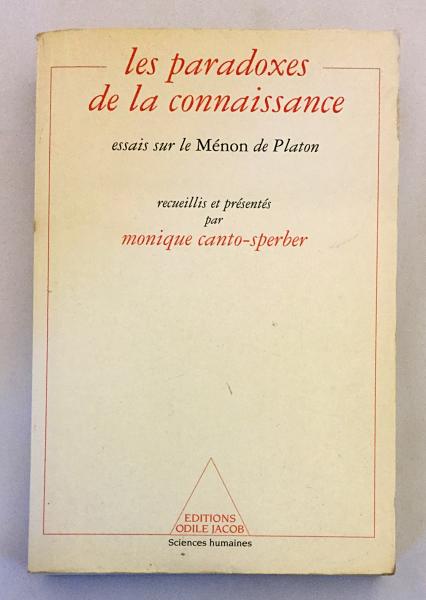 les paradoxes
de la connaissance
essais sur le Ménon de Platon
recueillis et présentés
par
monique canto-sperber
EDITIONS
ODILE JACOB
Sciences humaines